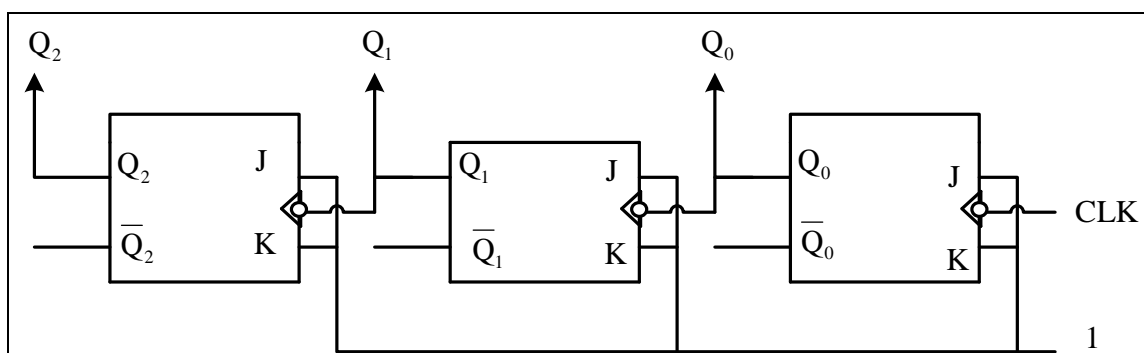 Q₂ Q₁ Q₀
Q₂ J Q₁ J Q₀ J
CLK
Q̅₂ K Q̅₁ K Q̅₀ K
1